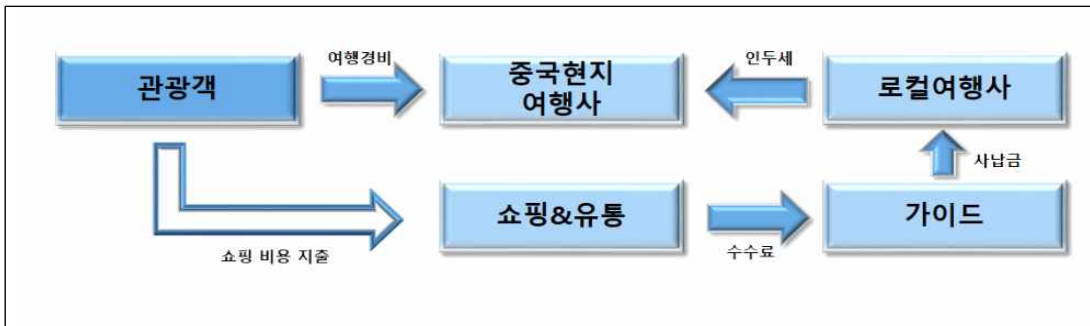 여행경비
인두세
관광객
중국현지
여행사
로컬여행사
사납금
쇼핑&유통
가이드
쇼핑 비용 지출
수수료